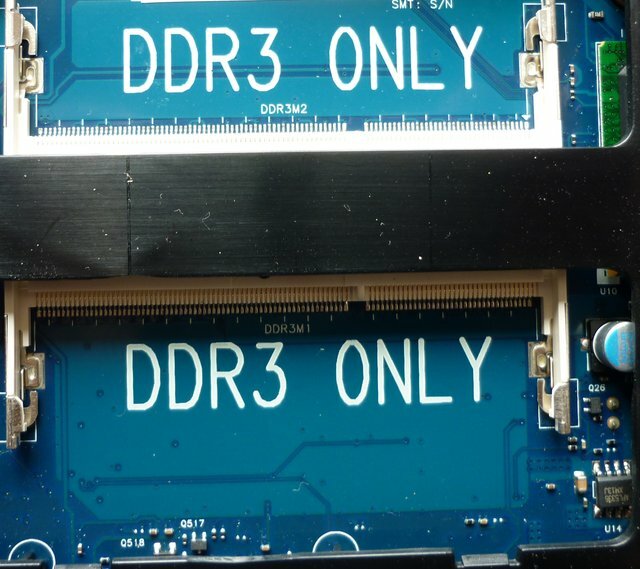 SMT: S/N
DDR3 ONLY
DDR3M2
DDR3M1
DDR3 ONLY
U10
Q26
U14
Q517
Q518